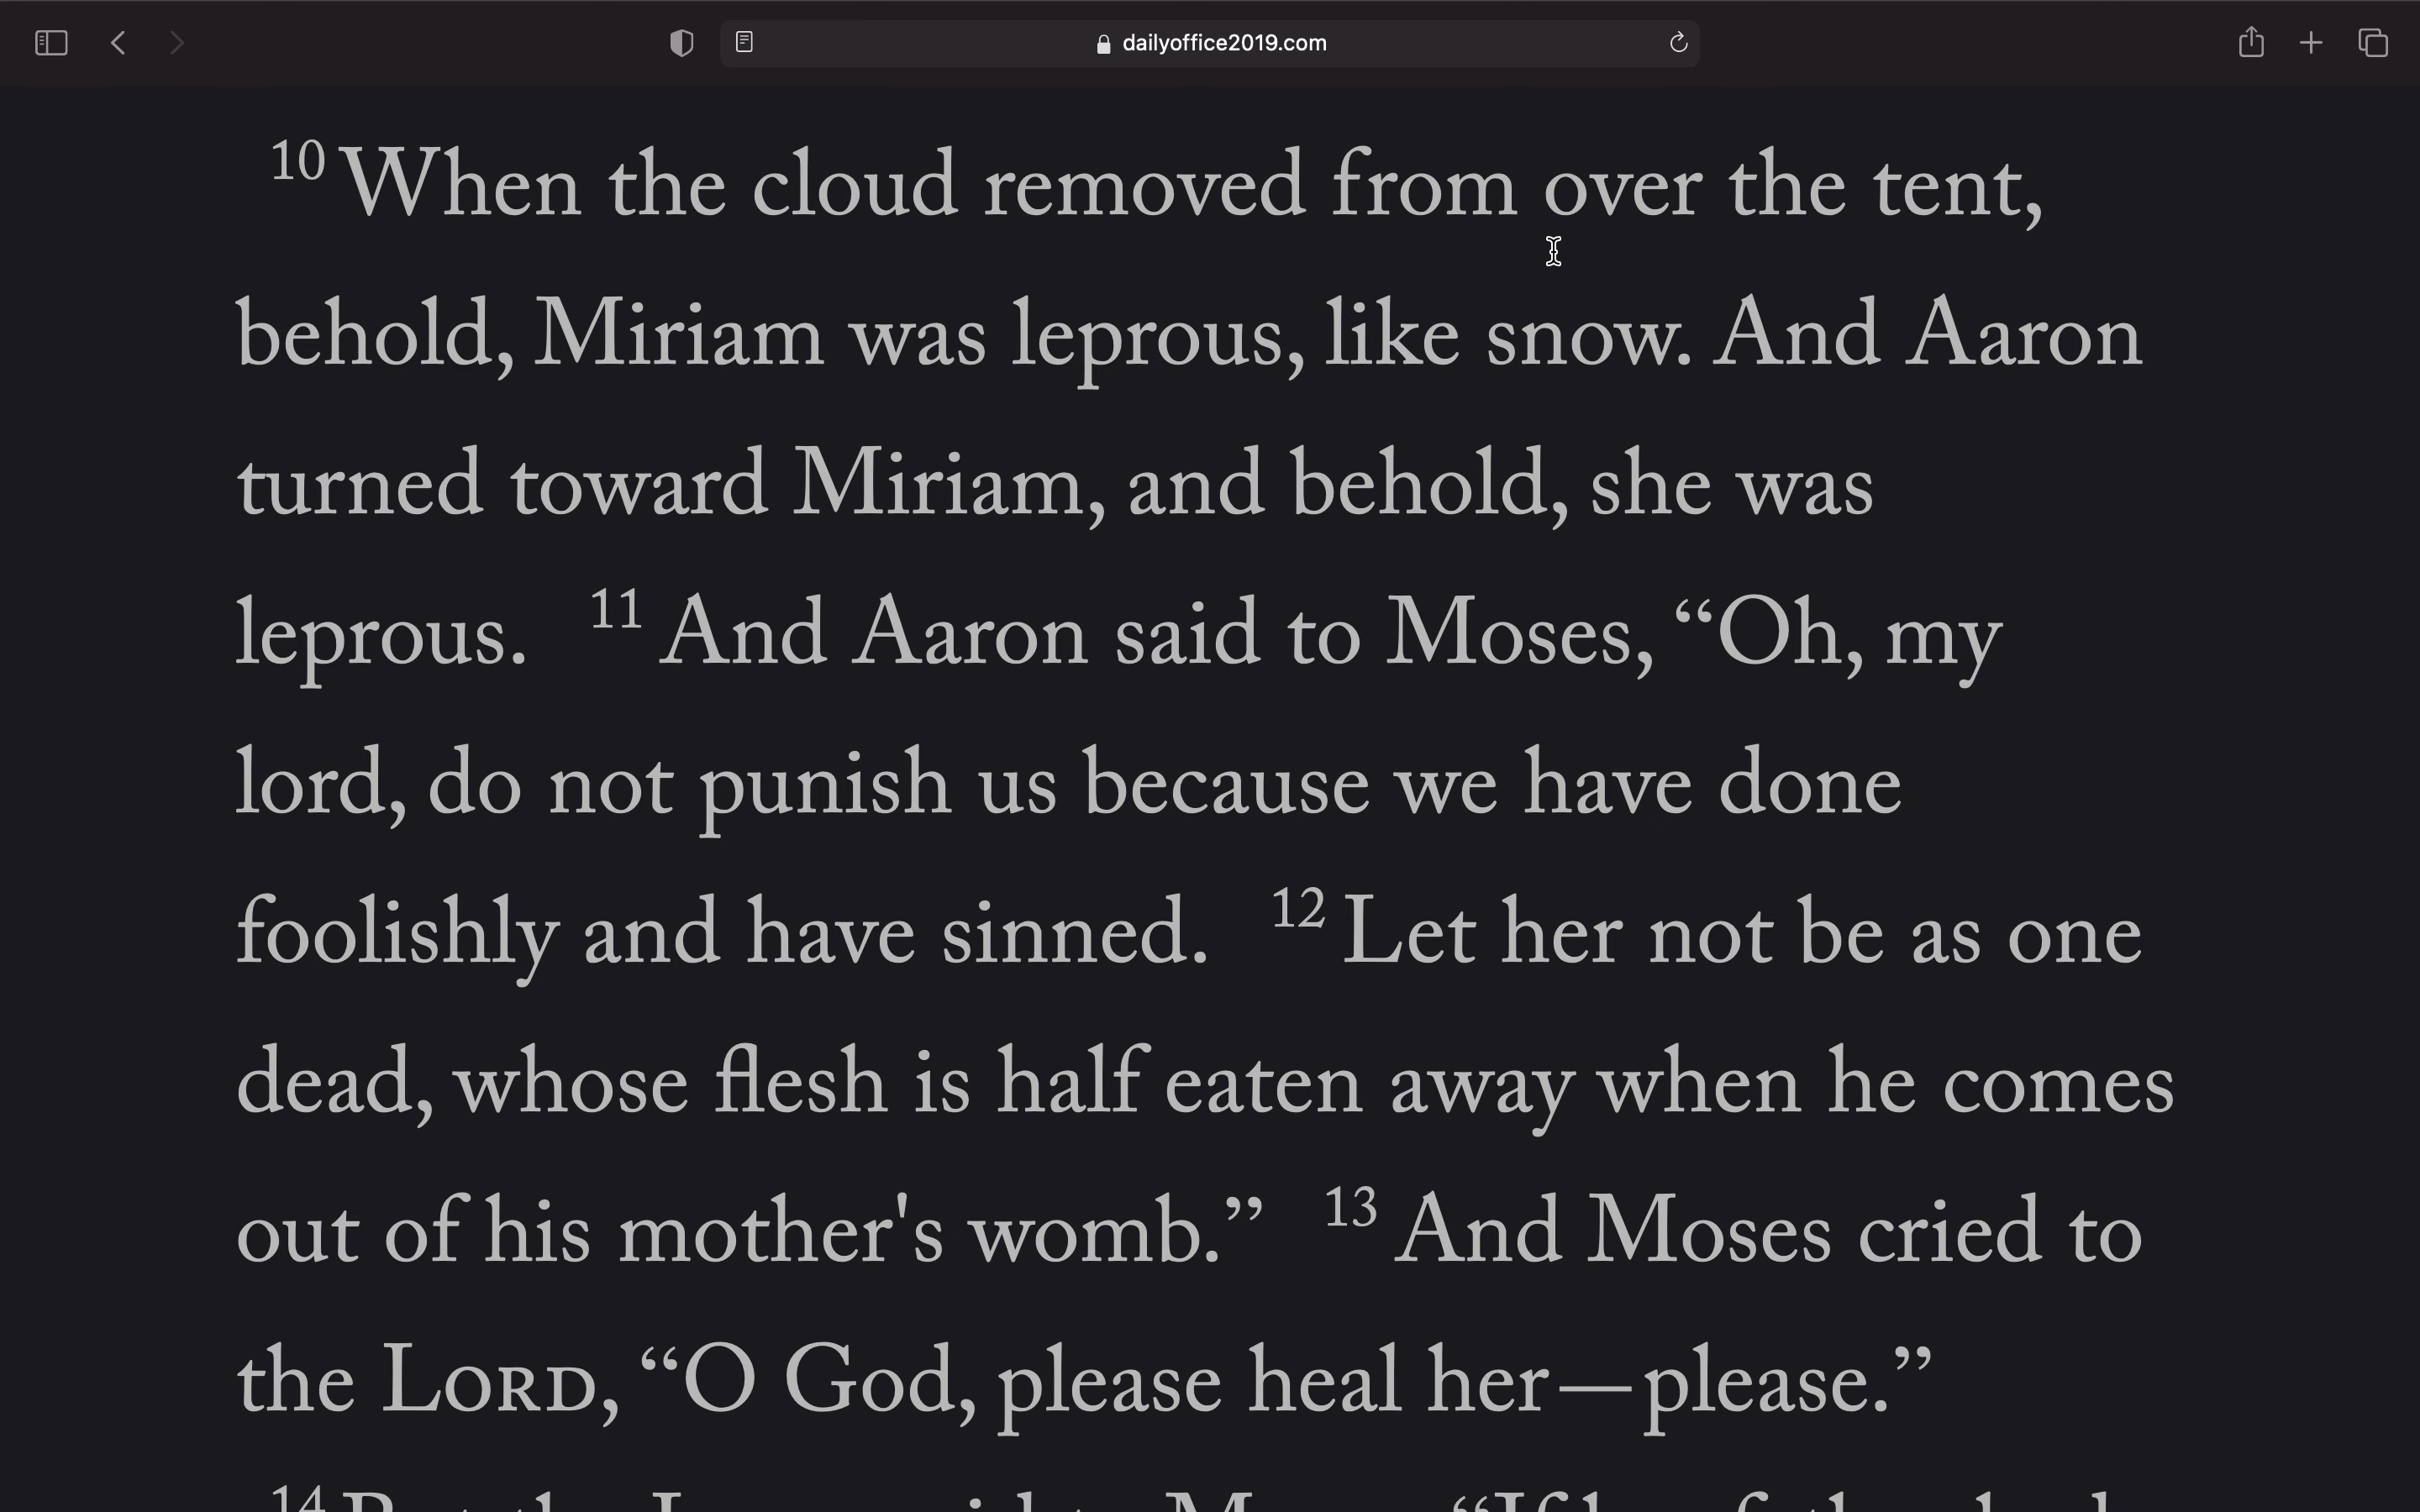 dailyoffice2019.com
10 When the cloud removed from over the tent,
behold, Miriam was leprous, like snow. And Aaron
turned toward Miriam, and behold, she was
leprous. 11 And Aaron said to Moses, “Oh, my
lord, do not punish us because we have done
foolishly and have sinned. 12 Let her not be as one
dead, whose flesh is half eaten away when he comes
out of his mother's womb.” 13 And Moses cried to
the LORD, “O God, please heal her—please.”